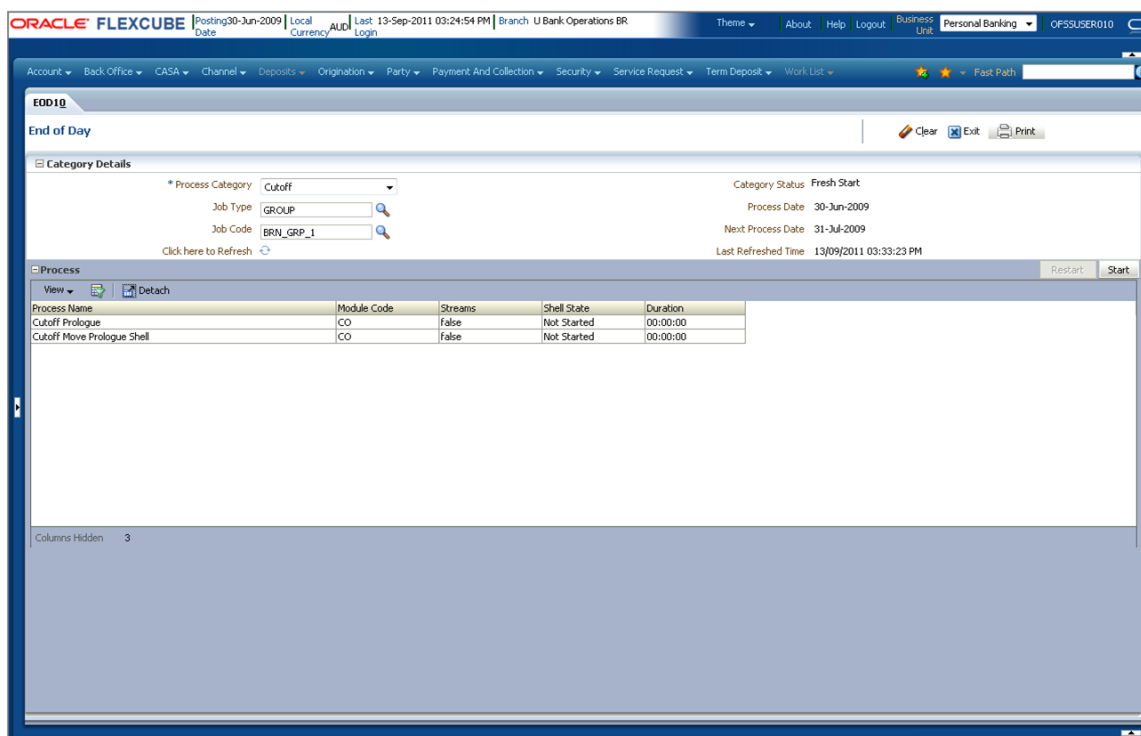 ORACLE FLEXCUBE Posting Date 30-Jun-2009 Local Currency AUD Last Login 13-Sep-2011 03:24:54 PM Branch U Bank Operations BR Theme About Help Logout Business Unit Personal Banking OFSSUSER010
Account Back Office CASA Channel Deposits Origination Party Payment And Collection Security Service Request Term Deposit Work List Fast Path
EOD10
End of Day Clear Exit Print
Category Details
* Process Category Cutoff Category Status Fresh Start
Job Type GROUP Process Date 30-Jun-2009
Job Code BRN_GRP_1 Next Process Date 31-Jul-2009
Click here to Refresh Last Refreshed Time 13/09/2011 03:33:23 PM
Process Restart Start
View Detach
Process Name Module Code Streams Shell State Duration
Cutoff Prologue CO false Not Started 00:00:00
Cutoff Move Prologue Shell CO false Not Started 00:00:00
Columns Hidden 3